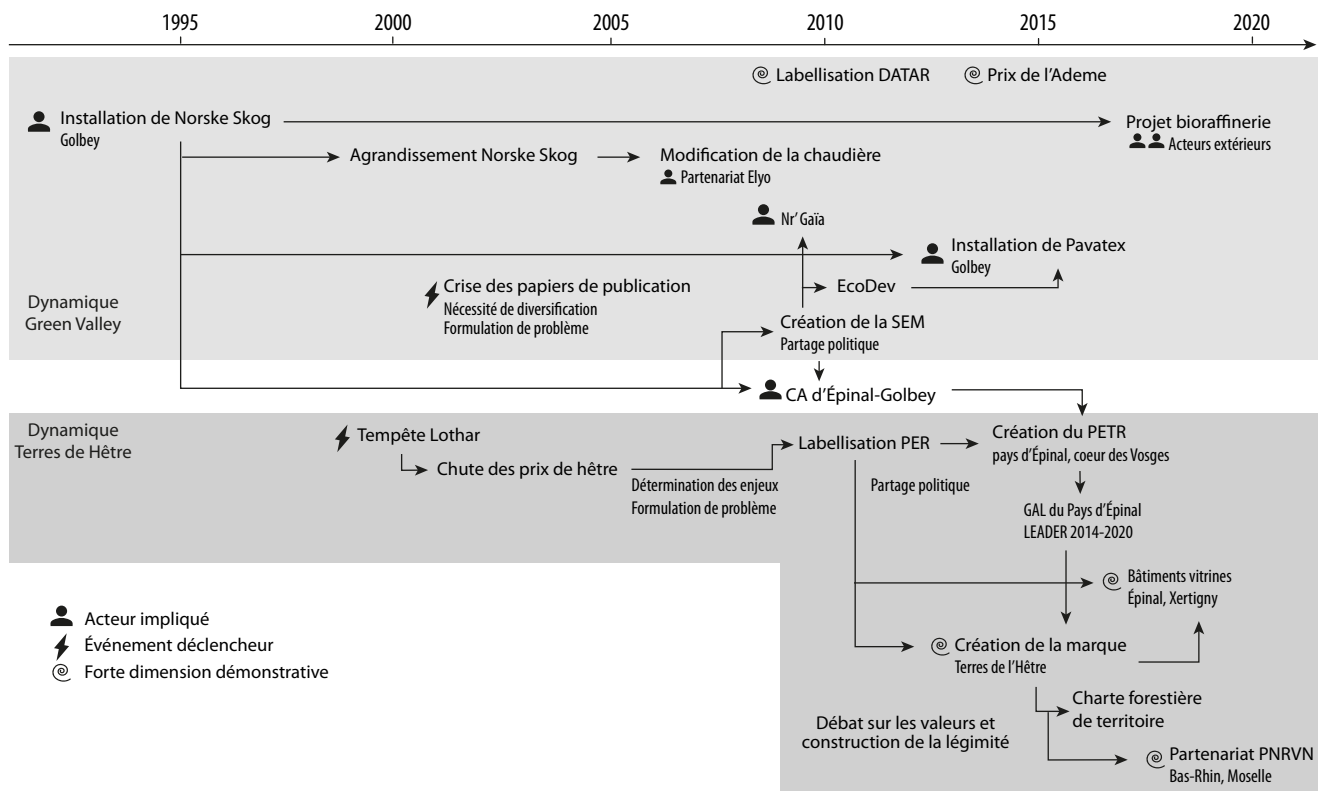 1995
2000
2005
2010
2015
2020
Labellisation DATAR
Prix de l'Ademe
Installation de Norske Skog
Golbey
Projet bioraffinerie
Acteurs extérieurs
Agrandissement Norske Skog
Modification de la chaudière
Partenariat Elyo
Nr' Gaïa
Installation de Pavatex
Golbey
Crise des papiers de publication
Nécessité de diversification
Formulation de problème
EcoDev
Dynamique
Green Valley
Création de la SEM
Partage politique
CA d'Épinal-Golbey
Dynamique
Terres de Hêtre
Tempête Lothar
Chute des prix de hêtre
Détermination des enjeux
Formulation de problème
Labellisation PER
Partage politique
Création du PETR
pays d'Épinal, coeur des Vosges
GAL du Pays d'Épinal
LEADER 2014-2020
Bâtiments vitrines
Épinal, Xertigny
Création de la marque
Terres de l'Hêtre
Charte forestière
de territoire
Débat sur les valeurs et
construction de la légimité
Partenariat PNRVN
Bas-Rhin, Moselle
Acteur impliqué
Événement déclencheur
Forte dimension démonstrative